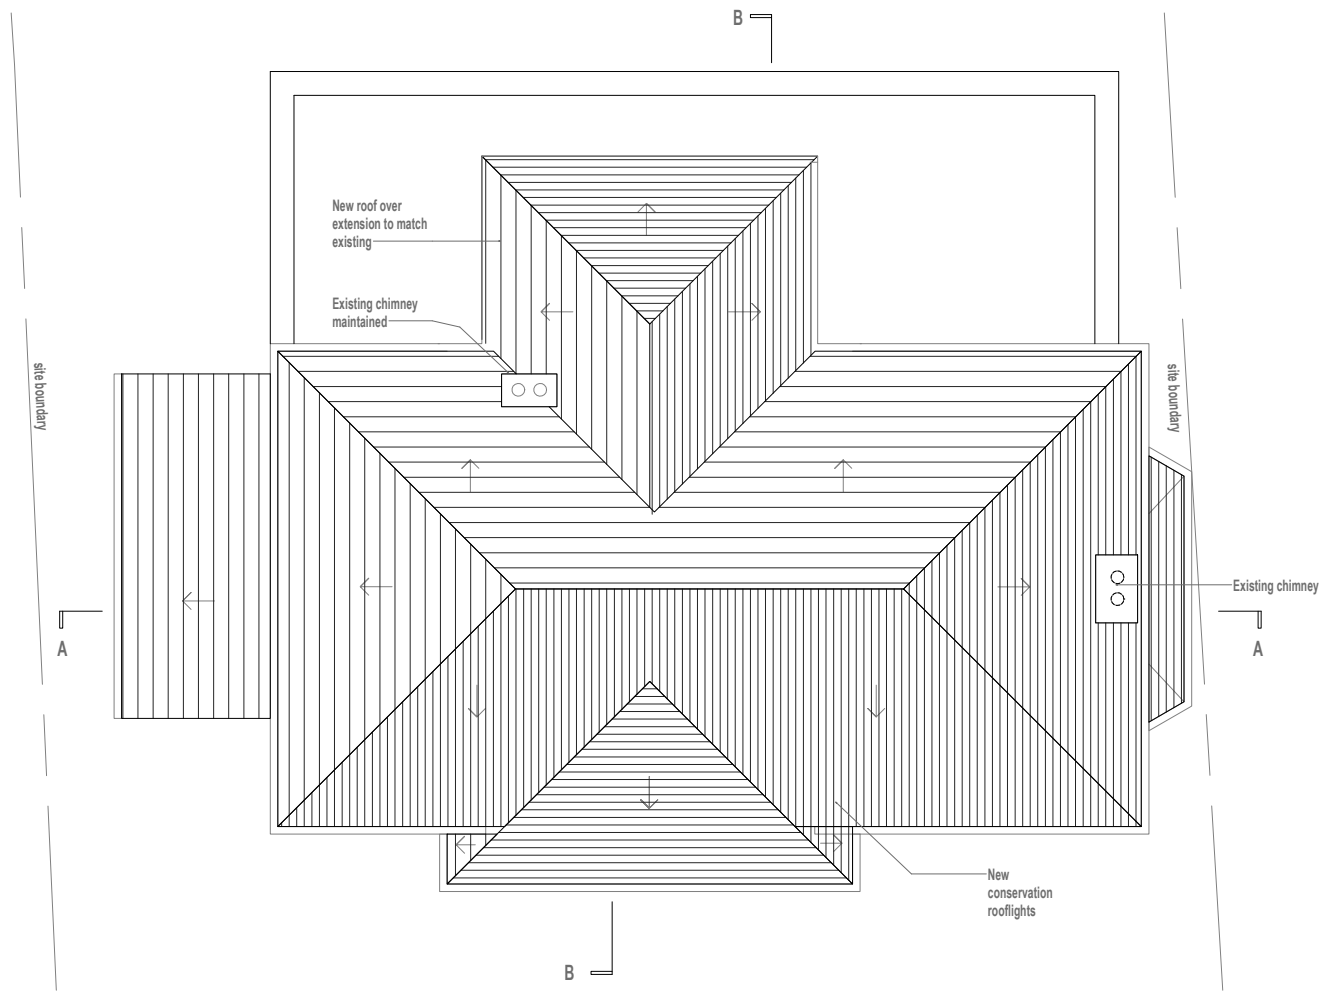 B
New roof over
extension to match
existing
Existing chimney
maintained
site boundary
site boundary
Existing chimney
A
A
New
conservation
rooflights
B